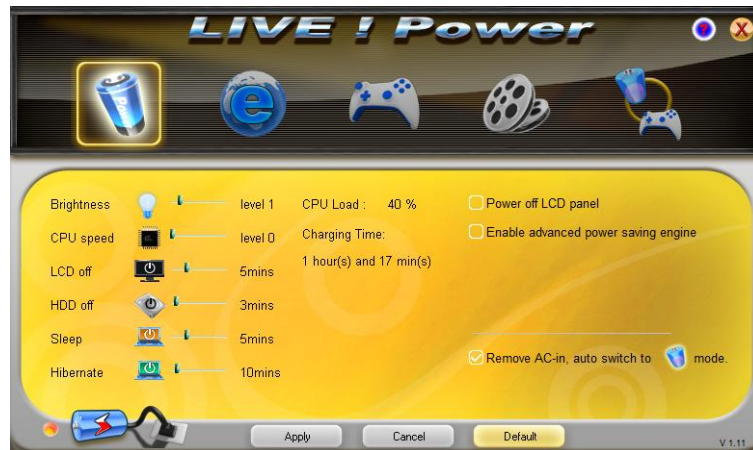 LIVE ! Power
?
X
Power
e
Brightness level 1
CPU speed level 0
LCD off 5mins
HDD off 3mins
Sleep 5mins
Hibernate 10mins
CPU Load : 40 %
Charging Time:
1 hour(s) and 17 min(s)
Power off LCD panel
Enable advanced power saving engine
Remove AC-in, auto switch to mode.
Apply Cancel Default
V 1.11